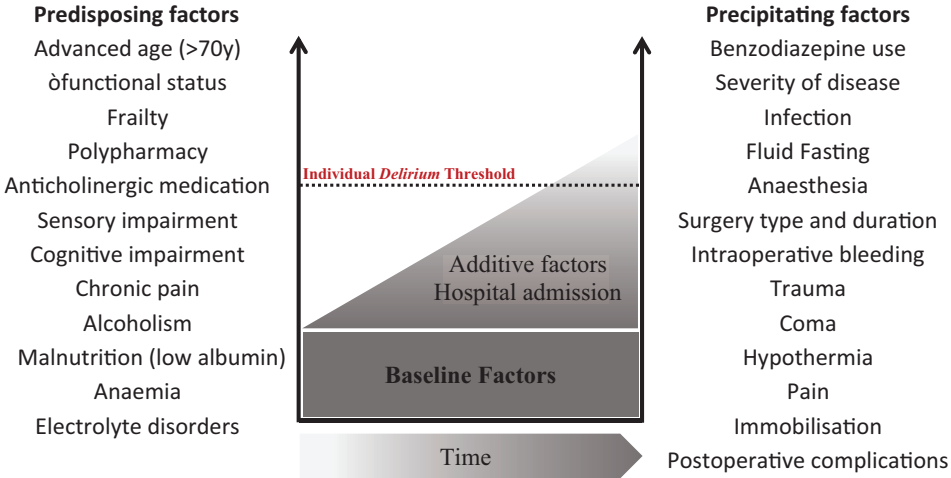 Predisposing factors
Advanced age (>70y)
òfunctional status
Frailty
Polypharmacy
Anticholinergic medication
Sensory impairment
Cognitive impairment
Chronic pain
Alcoholism
Malnutrition (low albumin)
Anaemia
Electrolyte disorders
Individual Delirium Threshold
Additive factors
Hospital admission
Baseline Factors
Time
Precipitating factors
Benzodiazepine use
Severity of disease
Infection
Fluid Fasting
Anaesthesia
Surgery type and duration
Intraoperative bleeding
Trauma
Coma
Hypothermia
Pain
Immobilisation
Postoperative complications